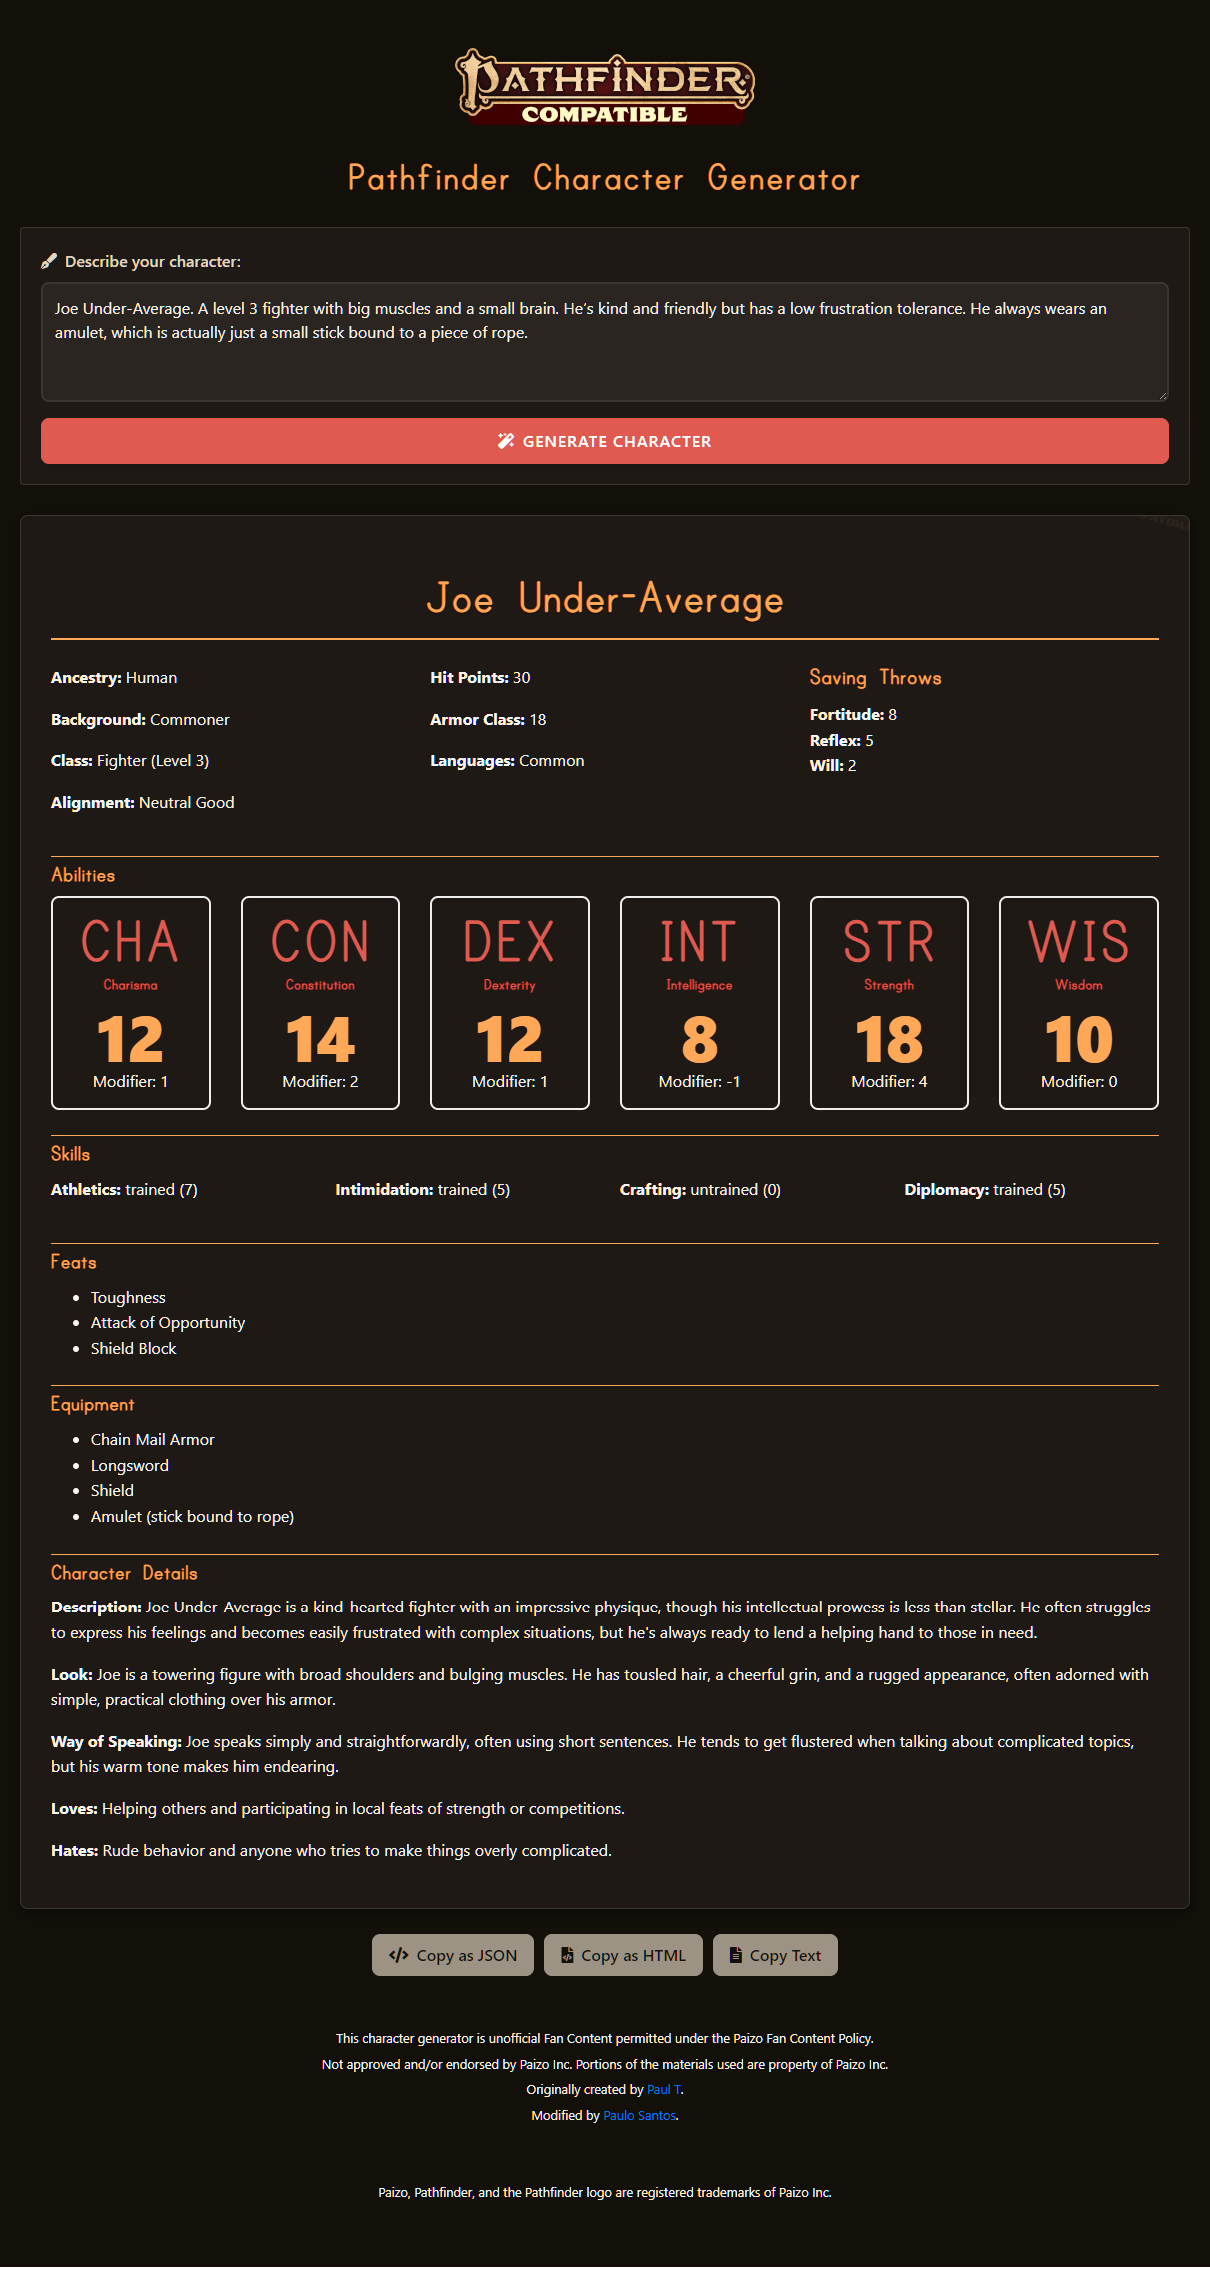 PATHFINDER
COMPATIBLE
Pathfinder Character Generator
Describe your character:
Joe Under-Average. A level 3 fighter with big muscles and a small brain. He's kind and friendly but has a low frustration tolerance. He always wears an
amulet, which is actually just a small stick bound to a piece of rope.
GENERATE CHARACTER
Joe Under-Average
Ancestry: Human
Background: Commoner
Class: Fighter (Level 3)
Alignment: Neutral Good
Hit Points: 30
Armor Class: 18
Languages: Common
Saving Throws
Fortitude: 8
Reflex: 5
Will: 2
Abilities
CHA
Charisma
12
Modifier: 1
CON
Constitution
14
Modifier: 2
DEX
Dexterity
12
Modifier: 1
INT
Intelligence
8
Modifier: -1
STR
Strength
18
Modifier: 4
WIS
Wisdom
10
Modifier: 0
Skills
Athletics: trained (7)
Intimidation: trained (5)
Crafting: untrained (0)
Diplomacy: trained (5)
Feats
Toughness
Attack of Opportunity
Shield Block
Equipment
Chain Mail Armor
Longsword
Shield
Amulet (stick bound to rope)
Character Details
Description: Joe Under-Average is a kind-hearted fighter with an impressive physique, though his intellectual prowess is less than stellar. He often struggles
to express his feelings and becomes easily frustrated with complex situations, but he's always ready to lend a helping hand to those in need.
Look: Joe is a towering figure with broad shoulders and bulging muscles. He has tousled hair, a cheerful grin, and a rugged appearance, often adorned with
simple, practical clothing over his armor.
Way of Speaking: Joe speaks simply and straightforwardly, often using short sentences. He tends to get flustered when talking about complicated topics,
but his warm tone makes him endearing.
Loves: Helping others and participating in local feats of strength or competitions.
Hates: Rude behavior and anyone who tries to make things overly complicated.
Copy as JSON
Copy as HTML
Copy Text
This character generator is unofficial Fan Content permitted under the Paizo Fan Content Policy.
Not approved and/or endorsed by Paizo Inc. Portions of the materials used are property of Paizo Inc.
Originally created by Paul T.
Modified by Paulo Santos.
Paizo, Pathfinder, and the Pathfinder logo are registered trademarks of Paizo Inc.